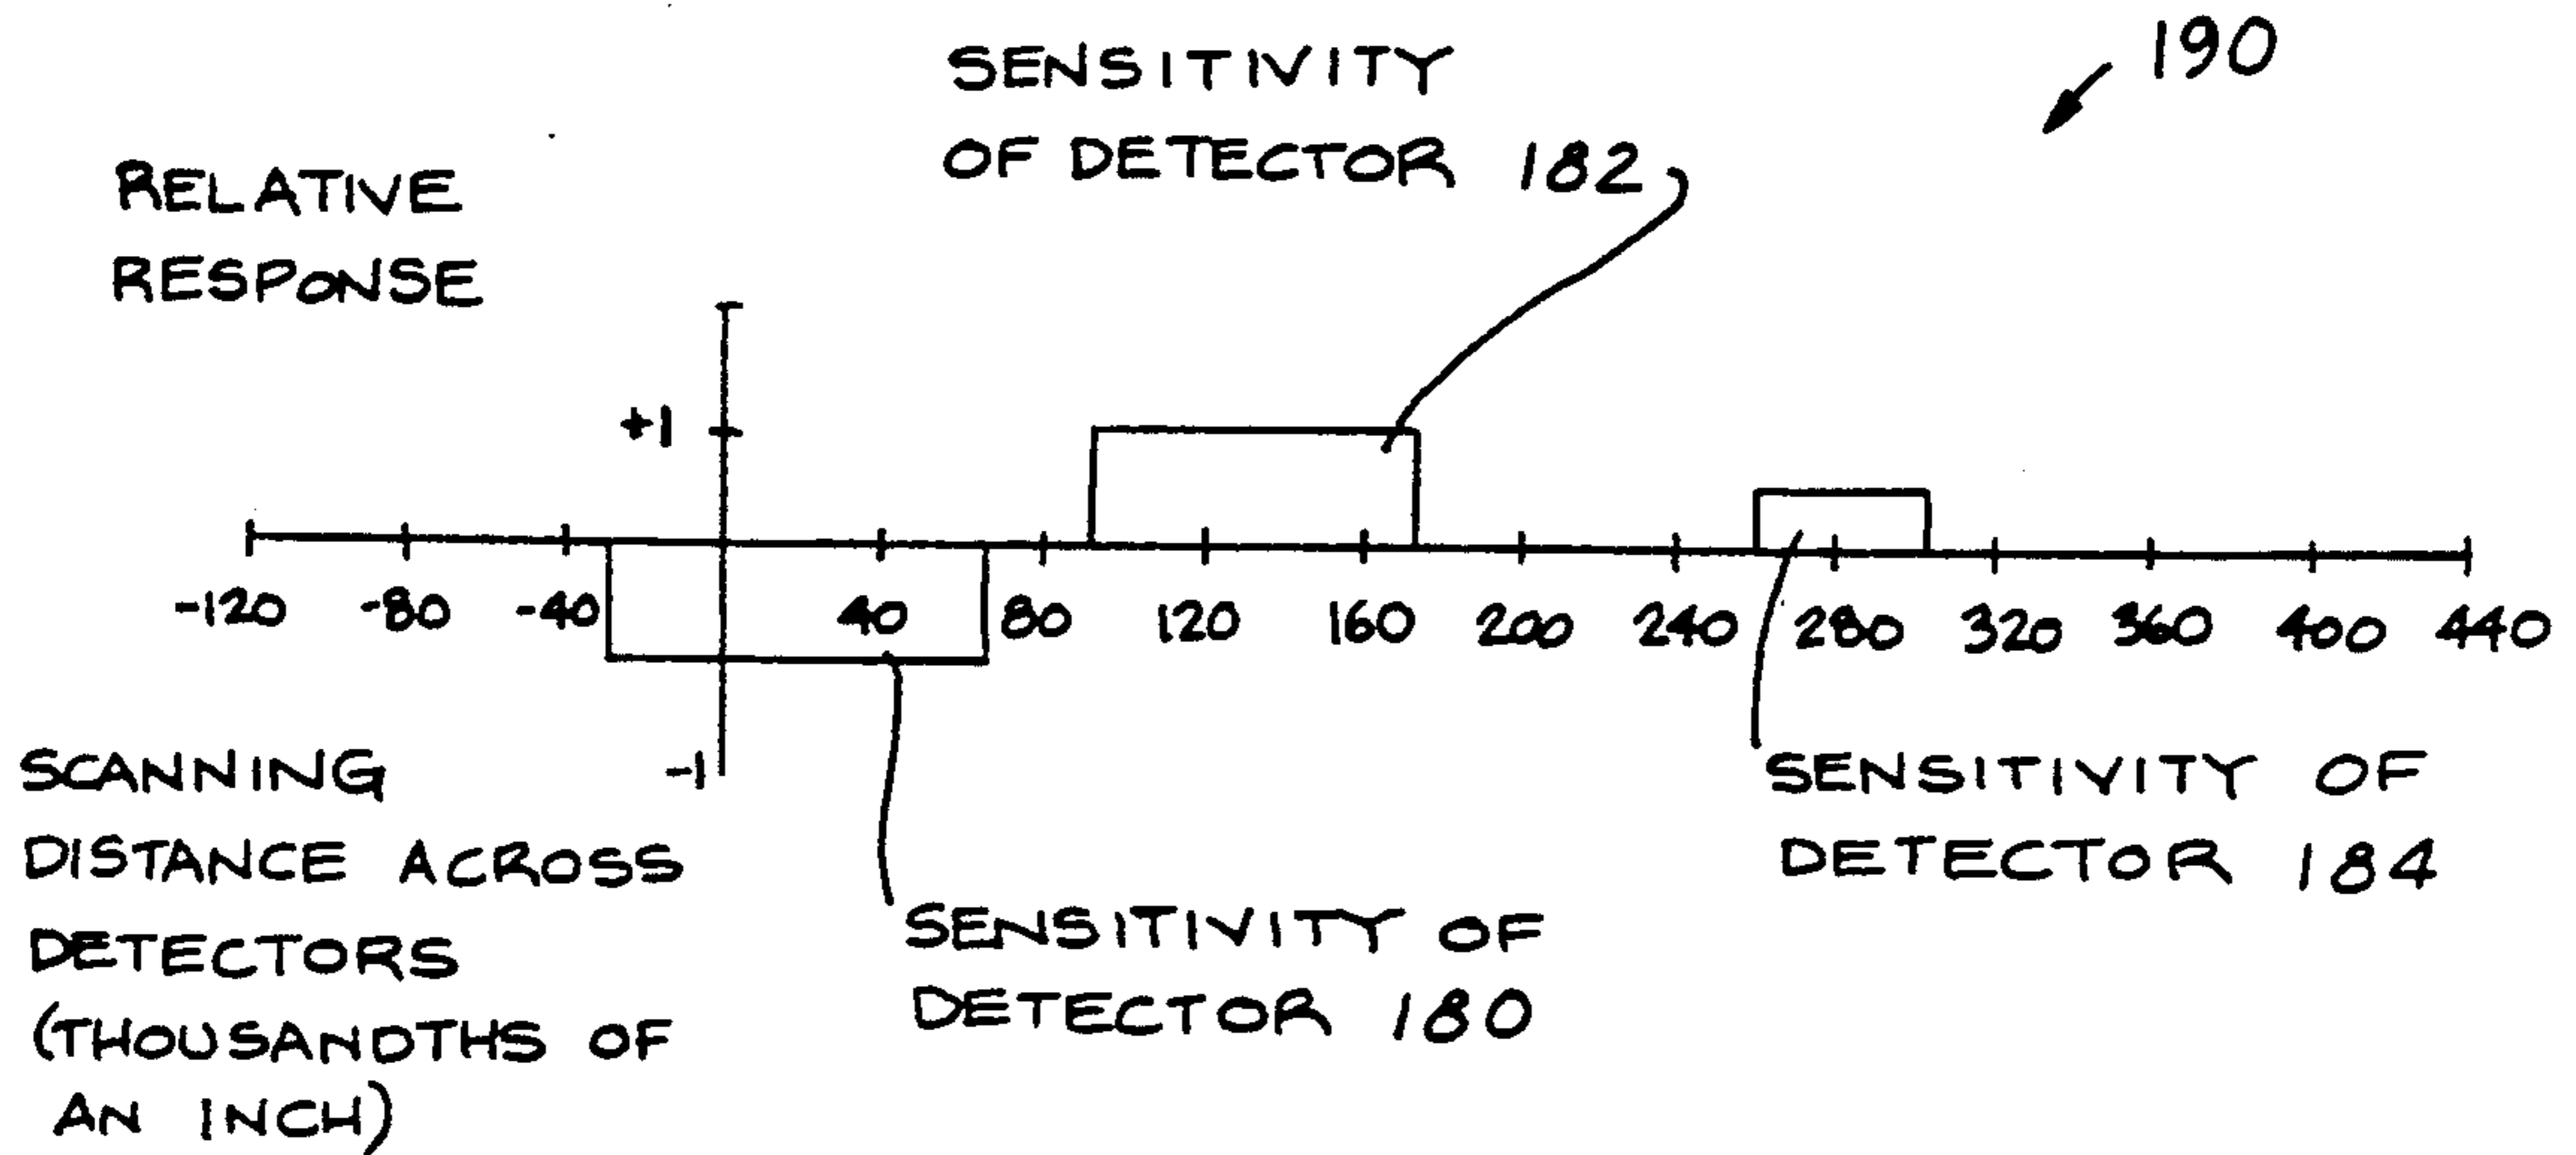 190
SENSITIVITY
OF DETECTOR 182
RELATIVE
RESPONSE
+1
-120 -80 -40 40 80 120 160 200 240 280 320 360 400 440
-1
SCANNING
DISTANCE ACROSS
DETECTORS
(THOUSANDTHS OF
AN INCH)
SENSITIVITY OF
DETECTOR 180
SENSITIVITY OF
DETECTOR 184